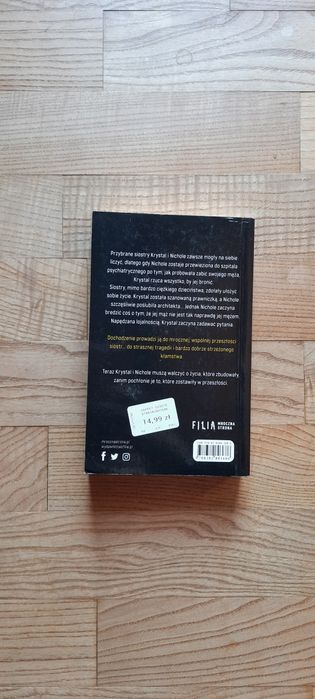 Przybrane siostry Krystal i Nichole zawsze mogły na siebie
liczyć, dlatego gdy Nichole zostaje przewieziona do szpitala
psychiatrycznego po tym, jak próbowała zabić swojego męża,
Krystal rzuca wszystko, by jej bronić.
Siostry, mimo bardzo ciężkiego dzieciństwa, zdołały ułożyć
sobie życie. Krystal została szanowaną prawniczką, a Nichole
szczęśliwie poślubiła architekta... Jednak Nichole zaczyna
bredzić coś o tym, że jej mąż nie jest tak naprawdę jej mężem.
Napędzana lojalnością, Krystal zaczyna zadawać pytania.
Dochodzenie prowadzi ją do mrocznej wspólnej przeszłości
sióstr... do strasznej tragedii i bardzo dobrze strzeżonego
kłamstwa.
Teraz Krystal i Nichole muszą walczyć o życia, które zbudowały,
zanim pochłonie je to, które zostawiły w przeszłości.
14,99 zł
FILIA MROCZNA
STRONA
mrocznastrona.pl
wydawnictwofilia.pl